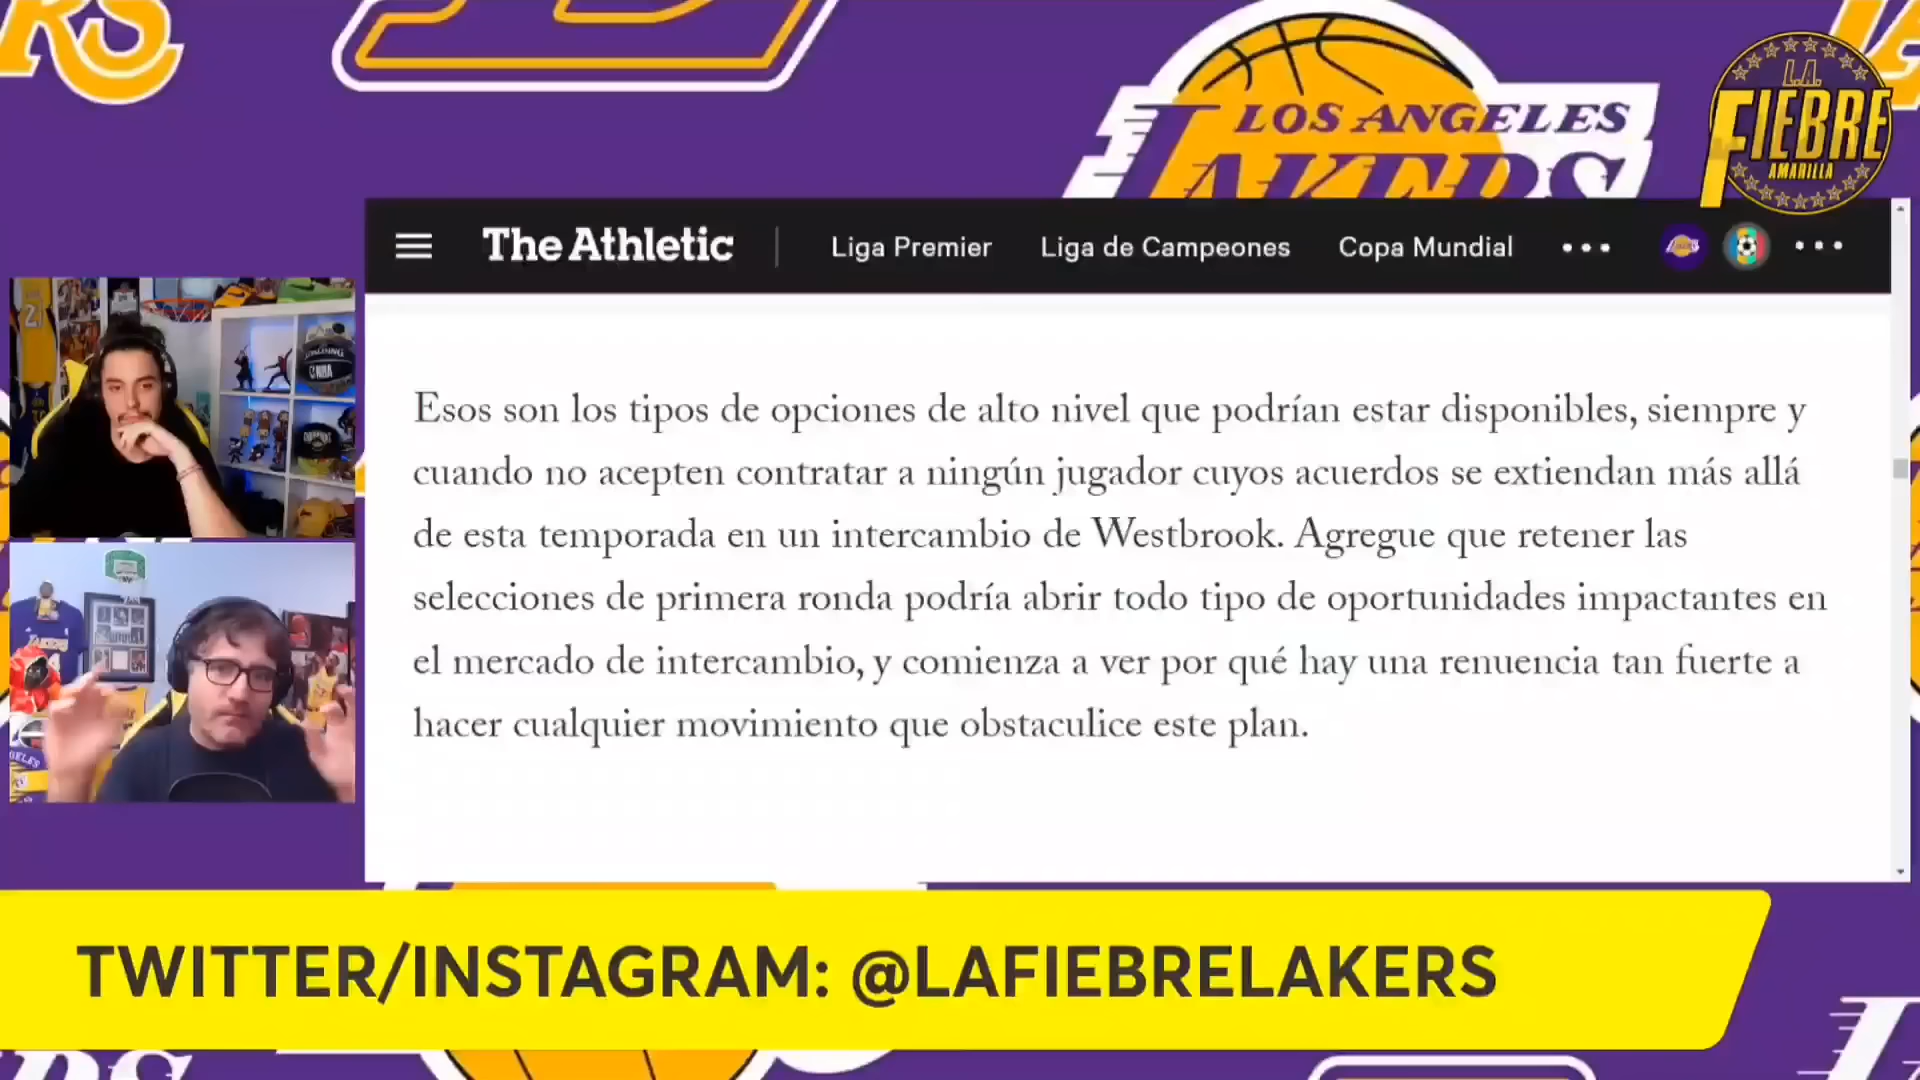 LOS ANGELES
LAKERS
L.A.
FIEBRE
AMARILLA
The Athletic
Liga Premier
Liga de Campeones
Copa Mundial
Esos son los tipos de opciones de alto nivel que podrían estar disponibles, siempre y
cuando no acepten contratar a ningún jugador cuyos acuerdos se extiendan más allá
de esta temporada en un intercambio de Westbrook. Agregue que retener las
selecciones de primera ronda podría abrir todo tipo de oportunidades impactantes en
el mercado de intercambio, y comienza a ver por qué hay una renuencia tan fuerte a
hacer cualquier movimiento que obstaculice este plan.
TWITTER/INSTAGRAM: @LAFIEBRELAKERS